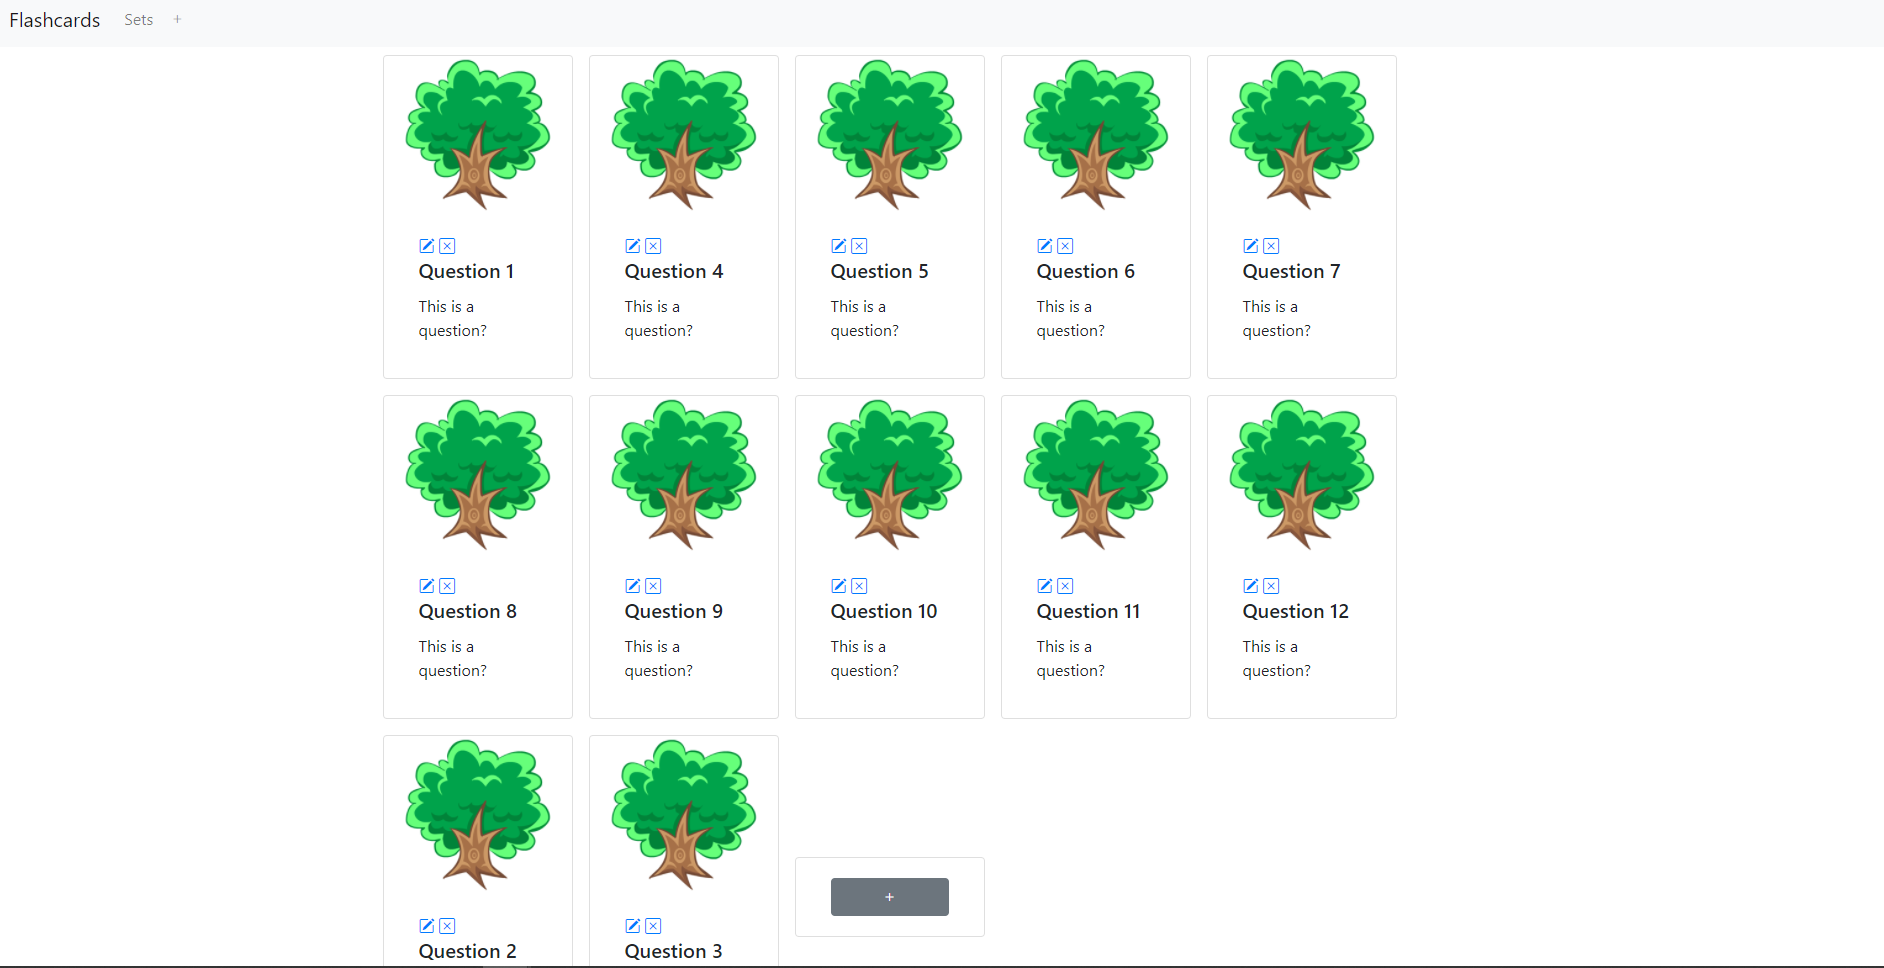 Flashcards Sets +
Question 1
This is a
question?
Question 4
This is a
question?
Question 5
This is a
question?
Question 6
This is a
question?
Question 7
This is a
question?
Question 8
This is a
question?
Question 9
This is a
question?
Question 10
This is a
question?
Question 11
This is a
question?
Question 12
This is a
question?
Question 2
Question 3
+